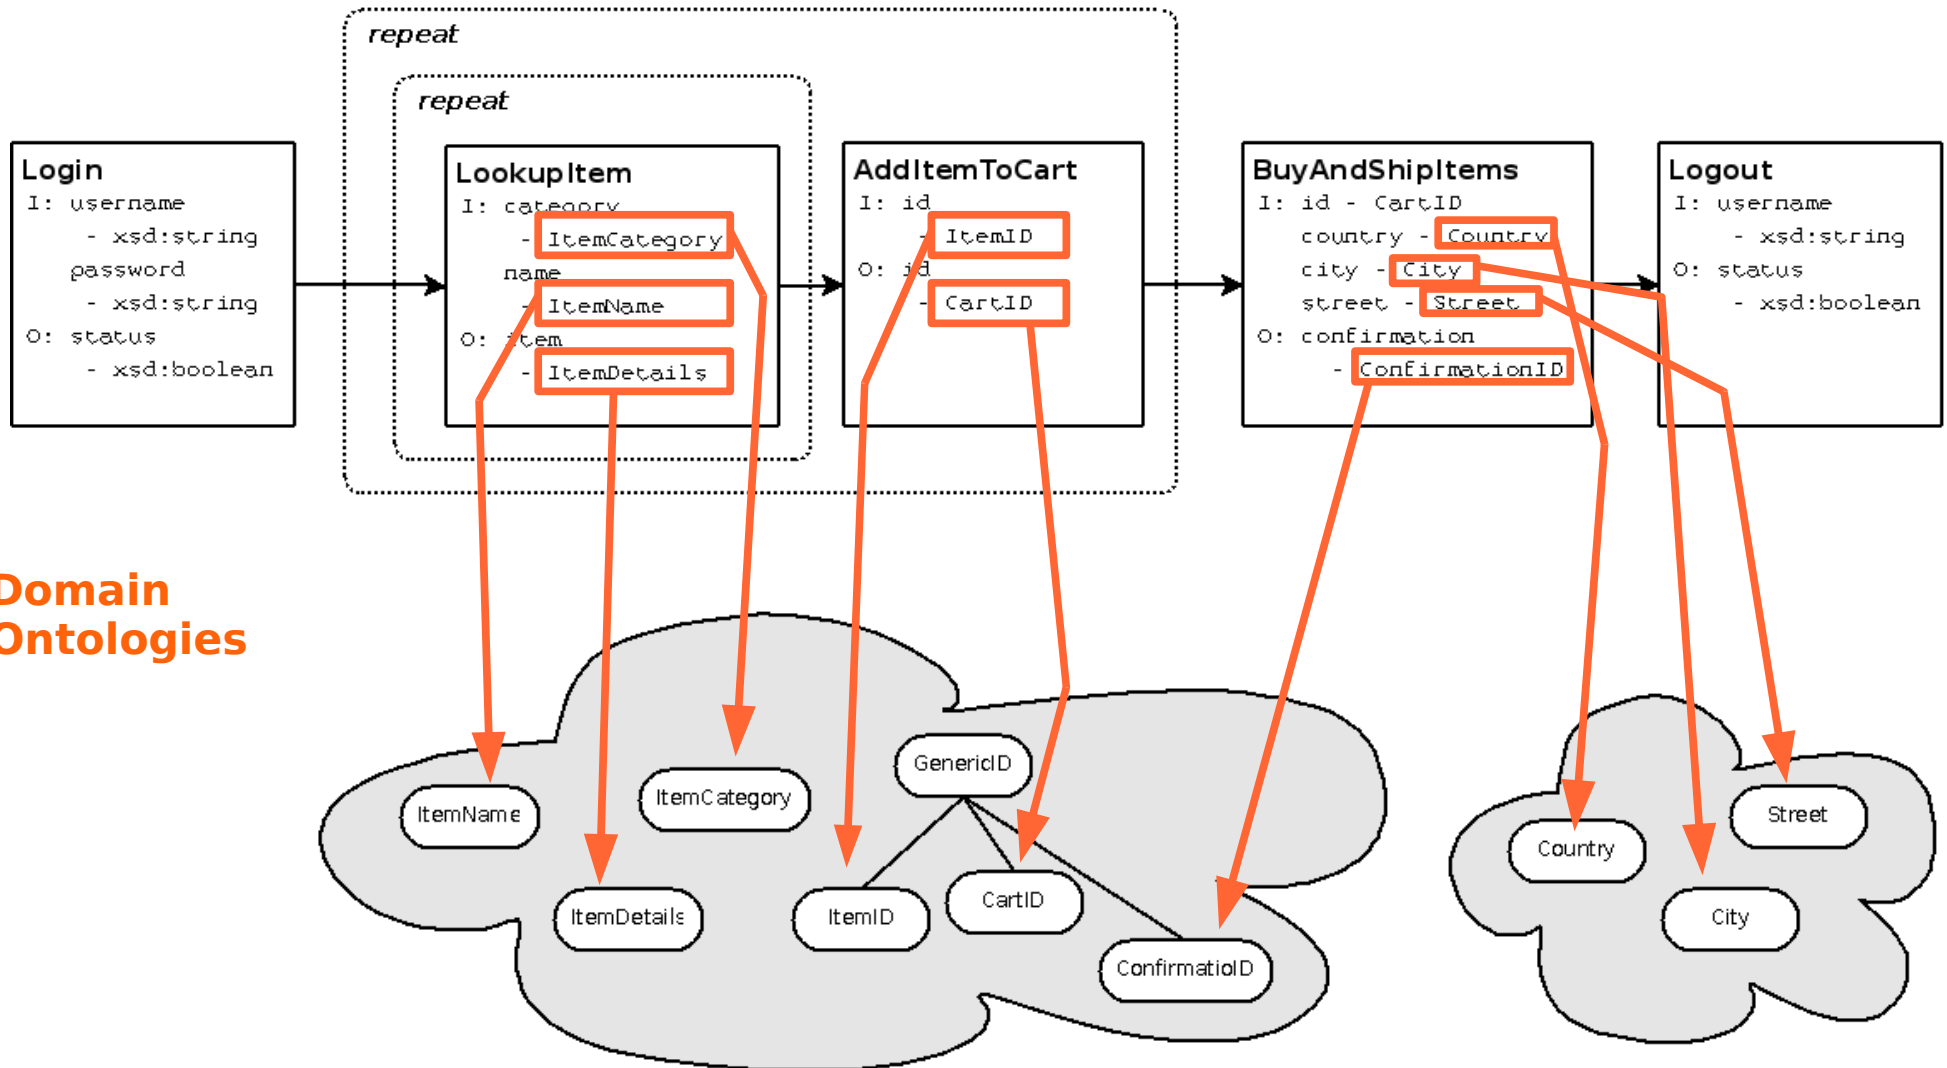 repeat
repeat
Login
I: username
- xsd:string
password
- xsd:string
O: status
- xsd:boolean
LookupItem
I: category
- ItemCategory
name
- ItemName
O: item
- ItemDetails
AddItemToCart
I: id
- ItemID
O: id
- CartID
BuyAndShipItems
I: id - CartID
country - Country
city - City
street - Street
O: confirmation
- ConfirmationID
Logout
I: username
- xsd:string
O: status
- xsd:boolean
Domain
Ontologies
ItemName
ItemCategory
GenericID
ItemDetails
ItemID
CartID
ConfirmatioID
Country
Street
City